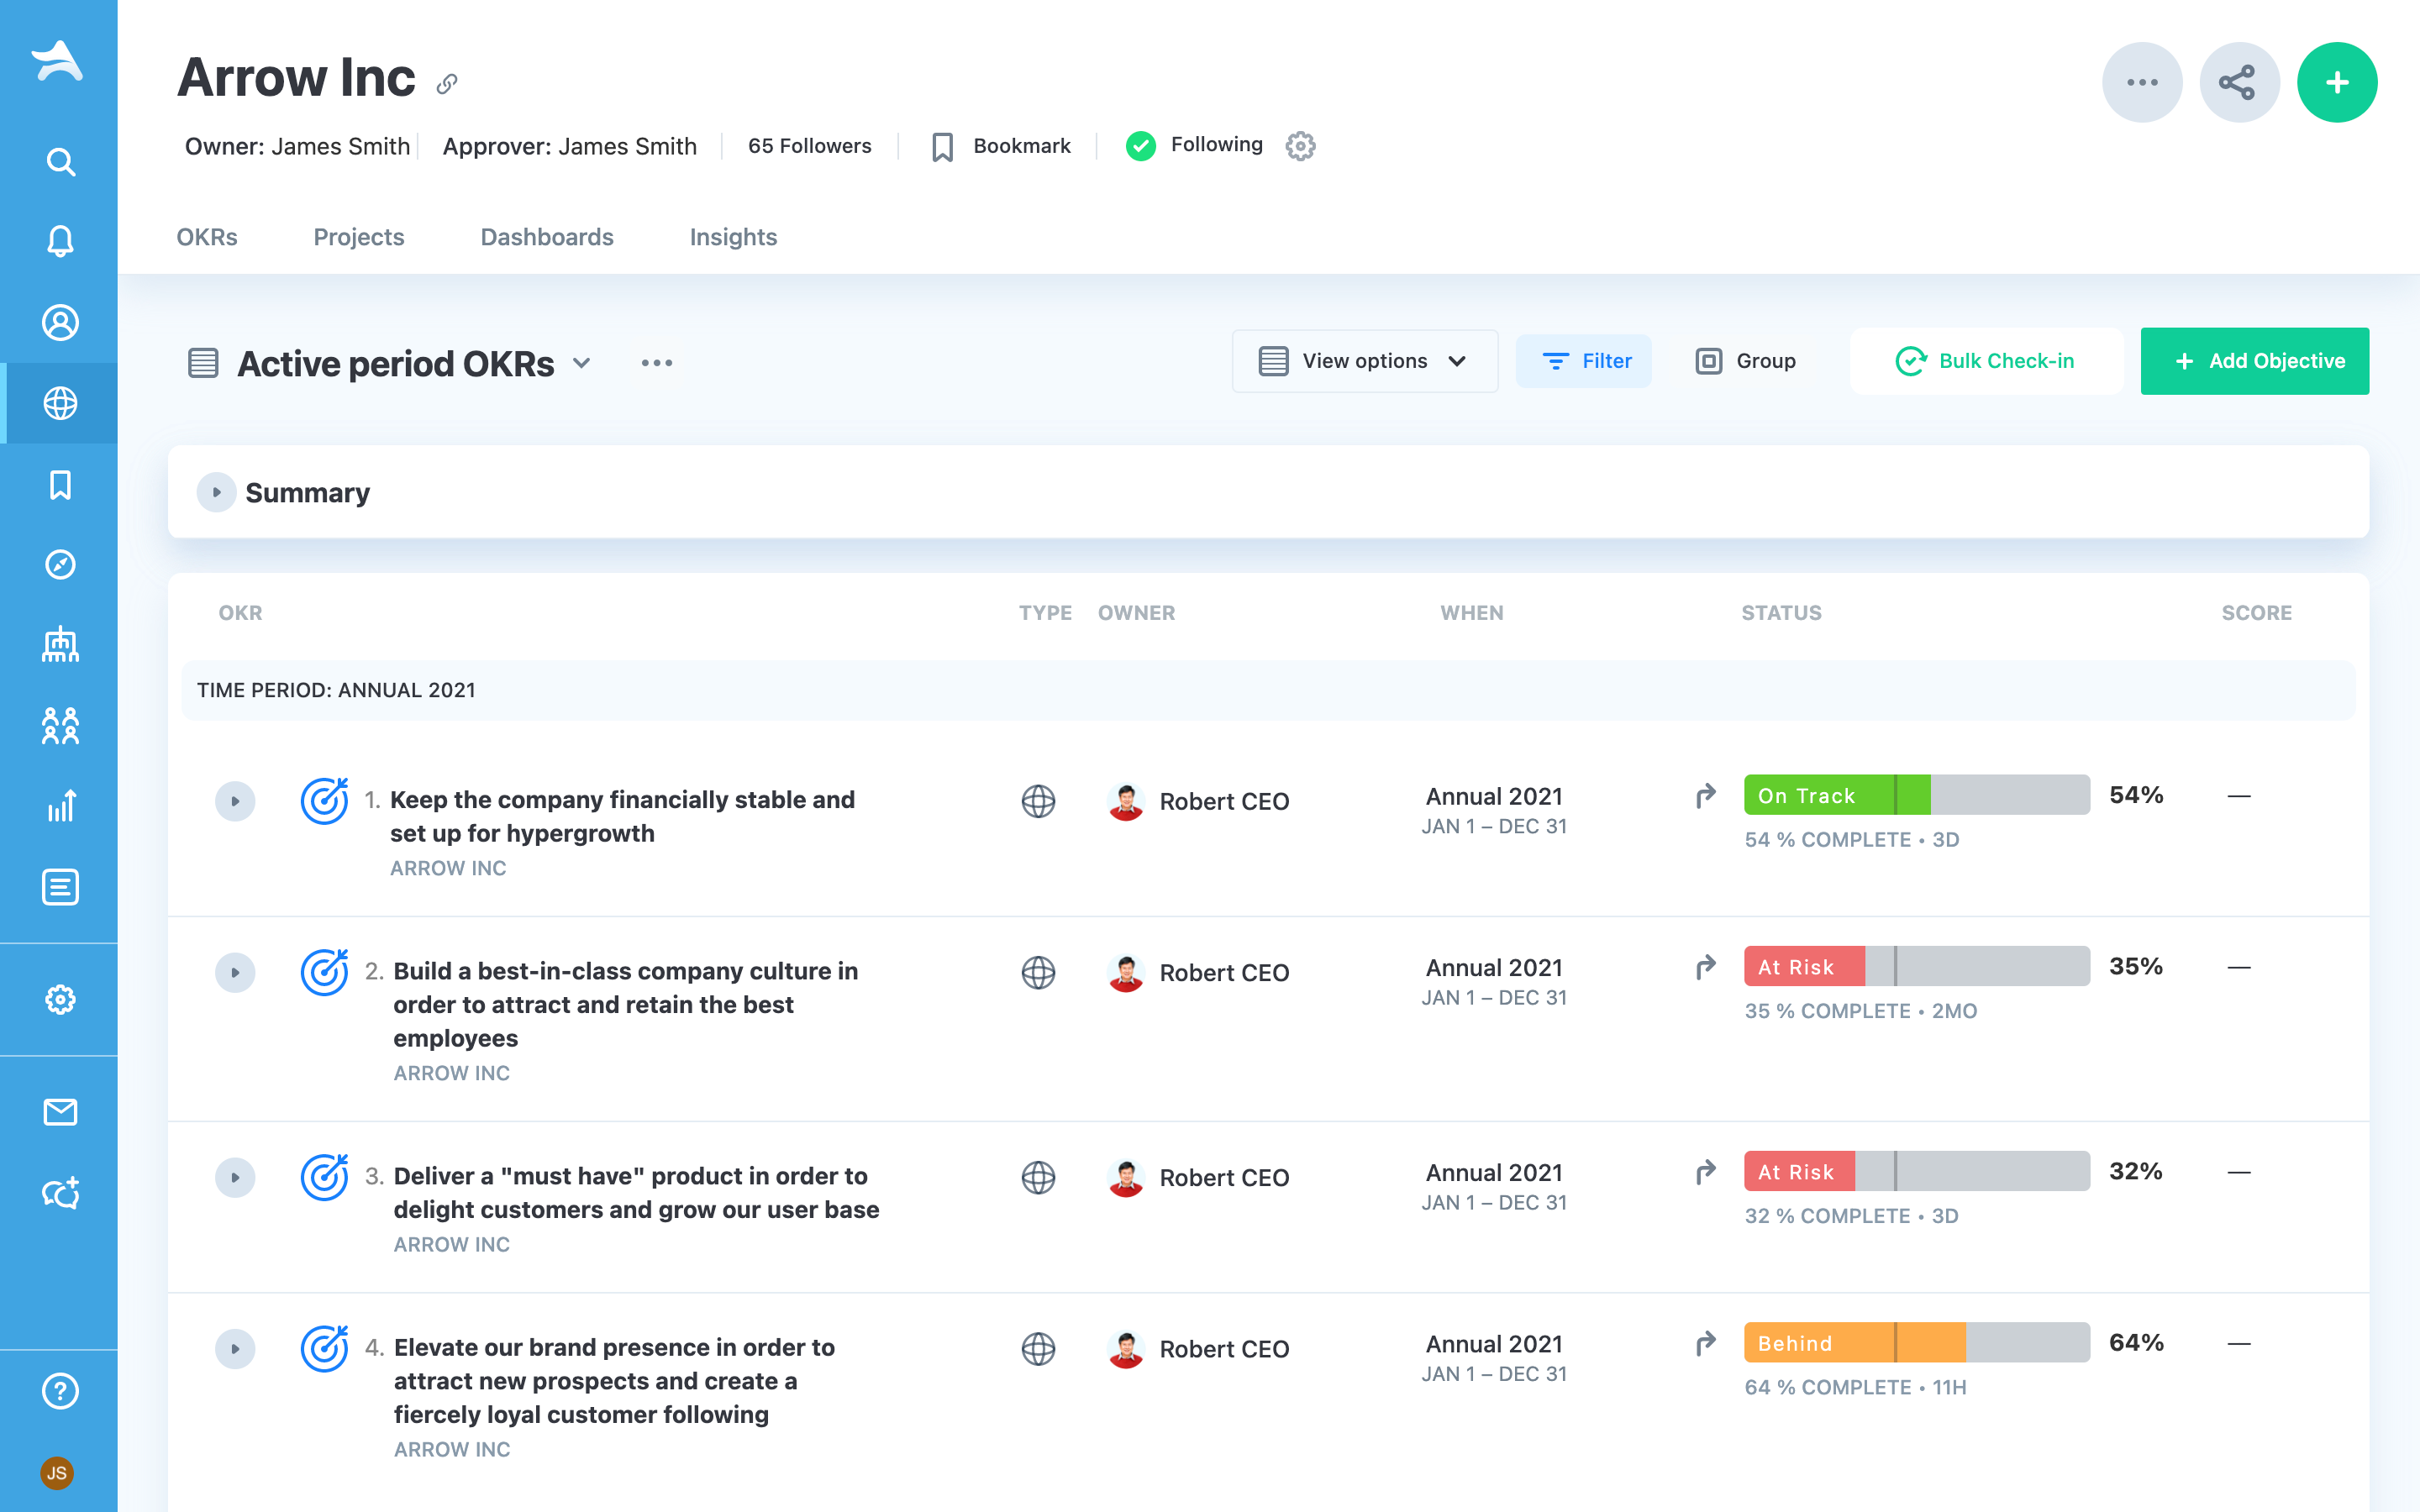 Arrow Inc
Owner: James Smith
Approver: James Smith
65 Followers
Bookmark
Following
OKRs
Projects
Dashboards
Insights
Active period OKRs
View options
Filter
Group
Bulk Check-in
+ Add Objective
Summary
OKR
TYPE
OWNER
WHEN
STATUS
SCORE
TIME PERIOD: ANNUAL 2021
1. Keep the company financially stable and
set up for hypergrowth
ARROW INC
Robert CEO
Annual 2021
JAN 1 – DEC 31
On Track
54%
—
54 % COMPLETE • 3D
2. Build a best-in-class company culture in
order to attract and retain the best
employees
ARROW INC
Robert CEO
Annual 2021
JAN 1 – DEC 31
At Risk
35%
—
35 % COMPLETE • 2MO
3. Deliver a "must have" product in order to
delight customers and grow our user base
ARROW INC
Robert CEO
Annual 2021
JAN 1 – DEC 31
At Risk
32%
—
32 % COMPLETE • 3D
4. Elevate our brand presence in order to
attract new prospects and create a
fiercely loyal customer following
ARROW INC
Robert CEO
Annual 2021
JAN 1 – DEC 31
Behind
64%
—
64 % COMPLETE • 11H
JS